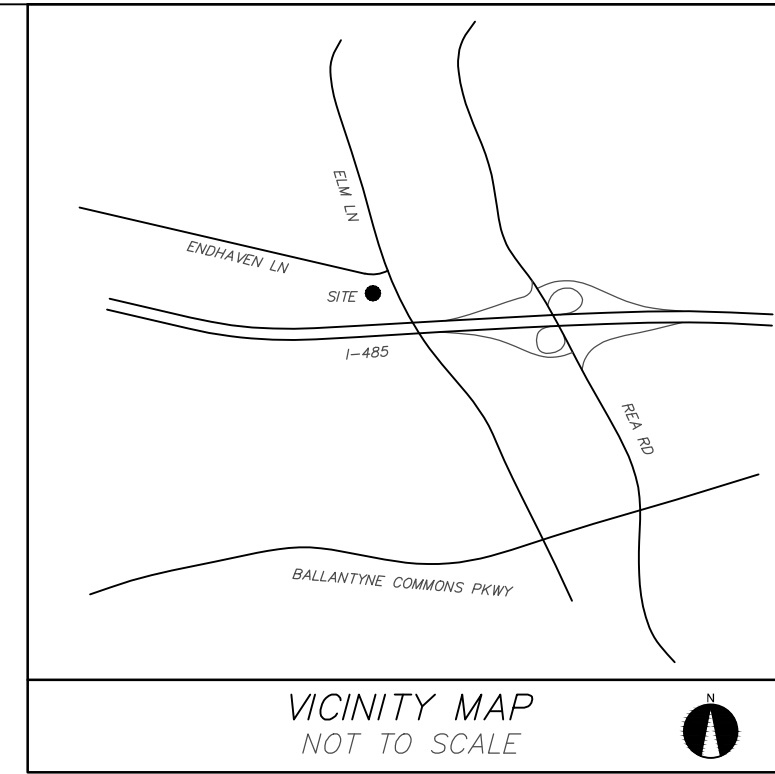 ELM LN
ENDHAVEN LN
SITE
I-485
REA RD
BALLANTYNE COMMONS PKWY
VICINITY MAP
NOT TO SCALE
N